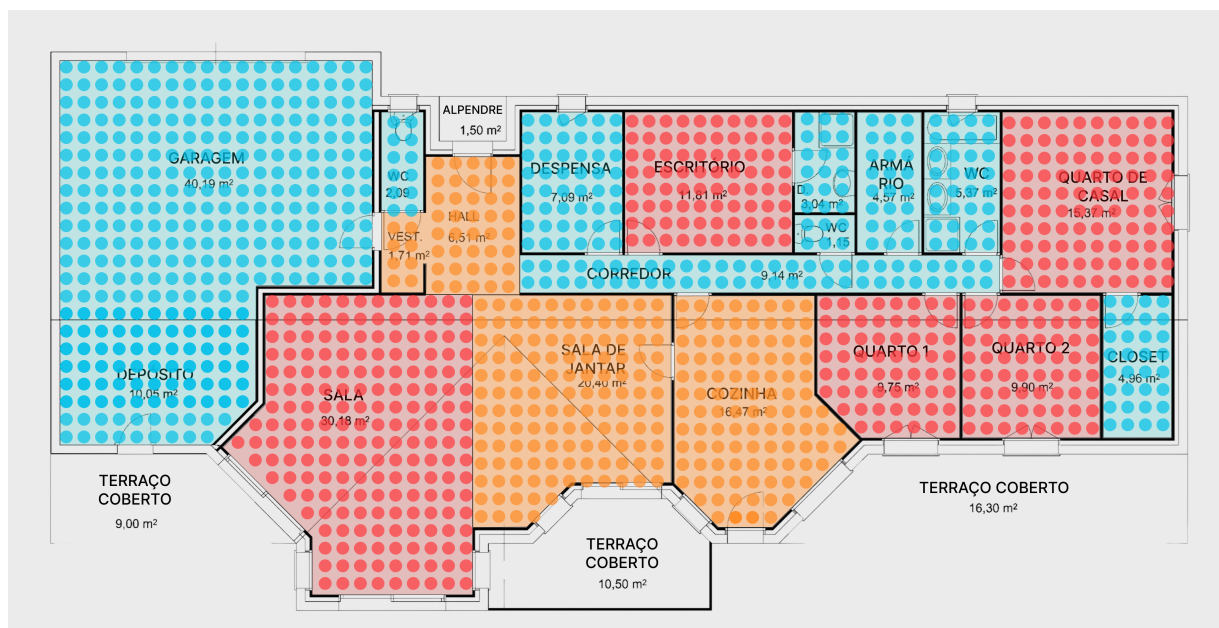 ALPENDRE
1,50 m²
GARAGEM
40,19 m²
WC
2,09
HALL
6,51 m²
VEST.
1,71 m²
DESPENSA
7,09 m²
ESCRITÓRIO
11,81 m²
D.
3,04 m²
WC
1,15
ARMA
RIO
4,57 m²
WC
5,37 m²
QUARTO DE
CASAL
15,37 m²
CORREDOR
9,14 m²
DEPÓSITO
10,05 m²
SALA
30,18 m²
SALA DE
JANTAR
20,40 m²
COZINHA
16,47 m²
QUARTO 1
9,75 m²
QUARTO 2
9,90 m²
CLOSET
4,96 m²
TERRAÇO
COBERTO
9,00 m²
TERRAÇO
COBERTO
10,50 m²
TERRAÇO COBERTO
16,30 m²